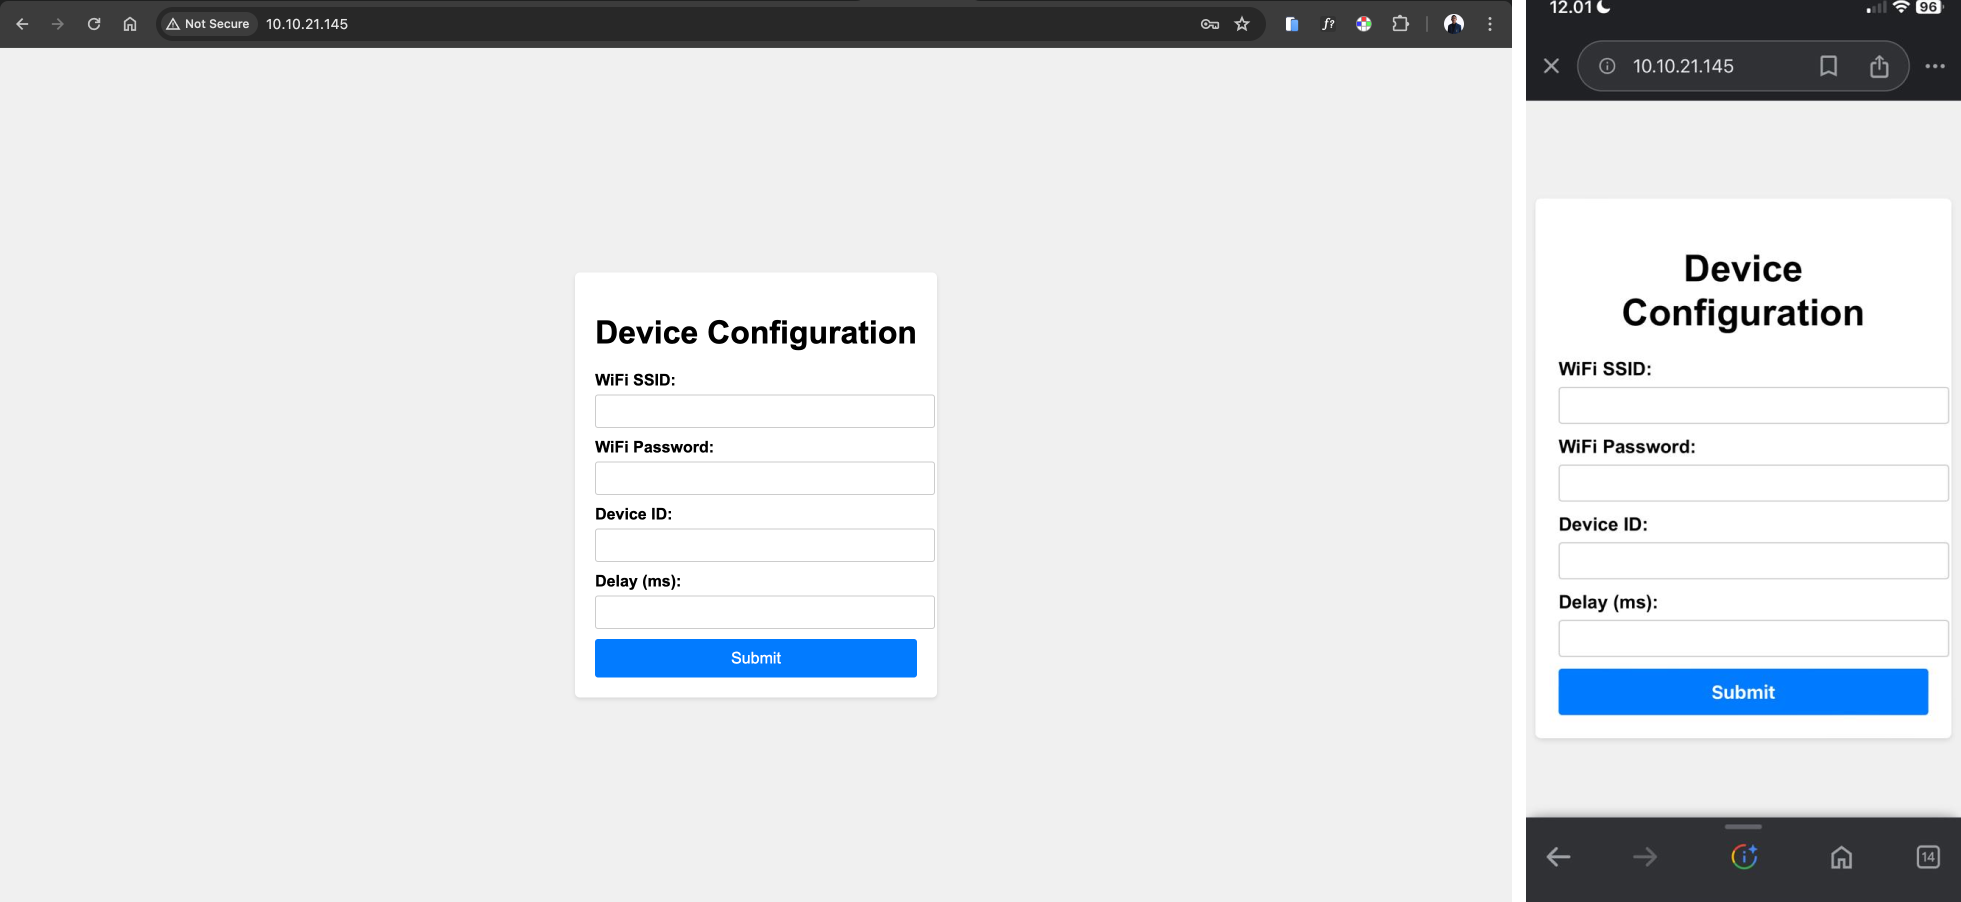 Not Secure 10.10.21.145 f?
Device Configuration
WiFi SSID:
WiFi Password:
Device ID:
Delay (ms):
Submit
12.01 96
10.10.21.145
Device
Configuration
WiFi SSID:
WiFi Password:
Device ID:
Delay (ms):
Submit
14